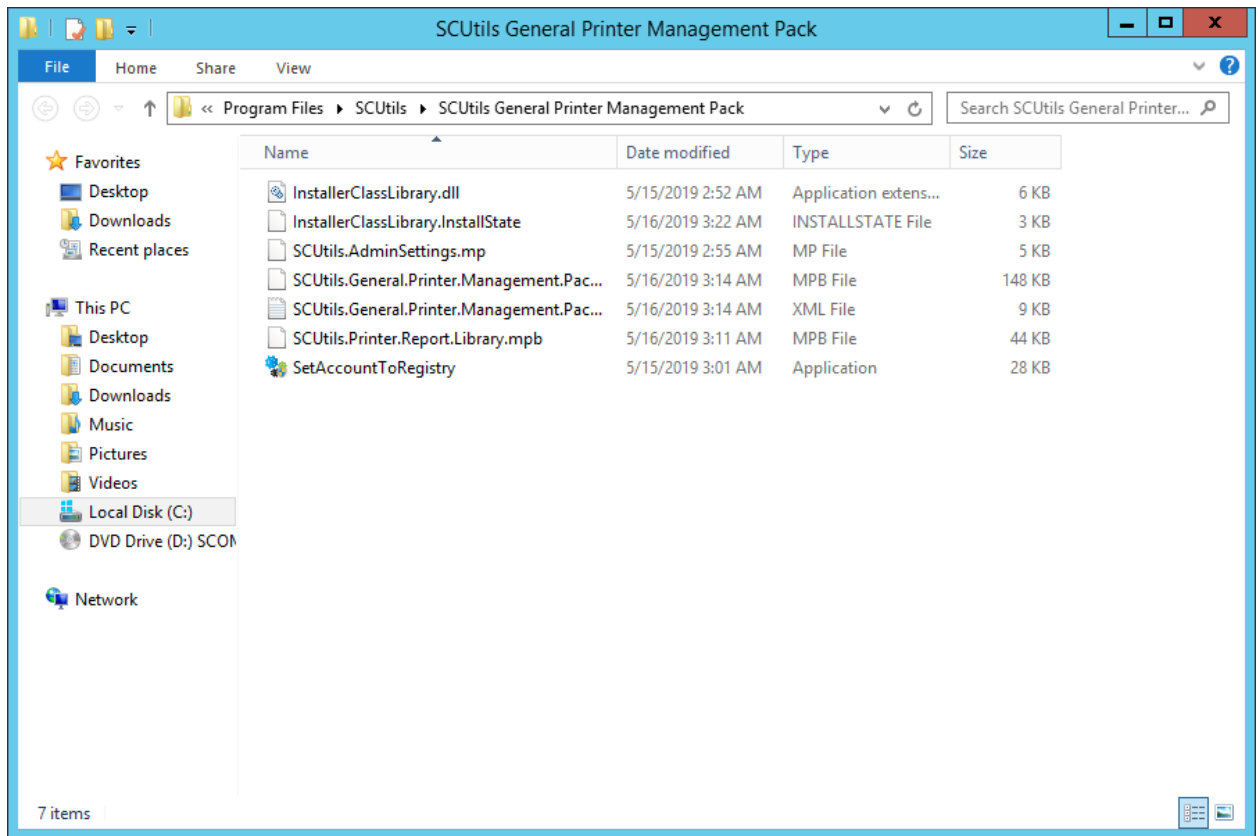 SCUtils General Printer Management Pack
File Home Share View
« Program Files SCUtils SCUtils General Printer Management Pack Search SCUtils General Printer...
Name Date modified Type Size
Favorites
Desktop
Downloads
Recent places
This PC
Desktop
Documents
Downloads
Music
Pictures
Videos
Local Disk (C:)
DVD Drive (D:) SCOM
Network
InstallerClassLibrary.dll 5/15/2019 2:52 AM Application extens... 6 KB
InstallerClassLibrary.InstallState 5/16/2019 3:22 AM INSTALLSTATE File 3 KB
SCUtils.AdminSettings.mp 5/15/2019 2:55 AM MP File 5 KB
SCUtils.General.Printer.Management.Pac... 5/16/2019 3:14 AM MPB File 148 KB
SCUtils.General.Printer.Management.Pac... 5/16/2019 3:14 AM XML File 9 KB
SCUtils.Printer.Report.Library.mpb 5/16/2019 3:11 AM MPB File 44 KB
SetAccountToRegistry 5/15/2019 3:01 AM Application 28 KB
7 items